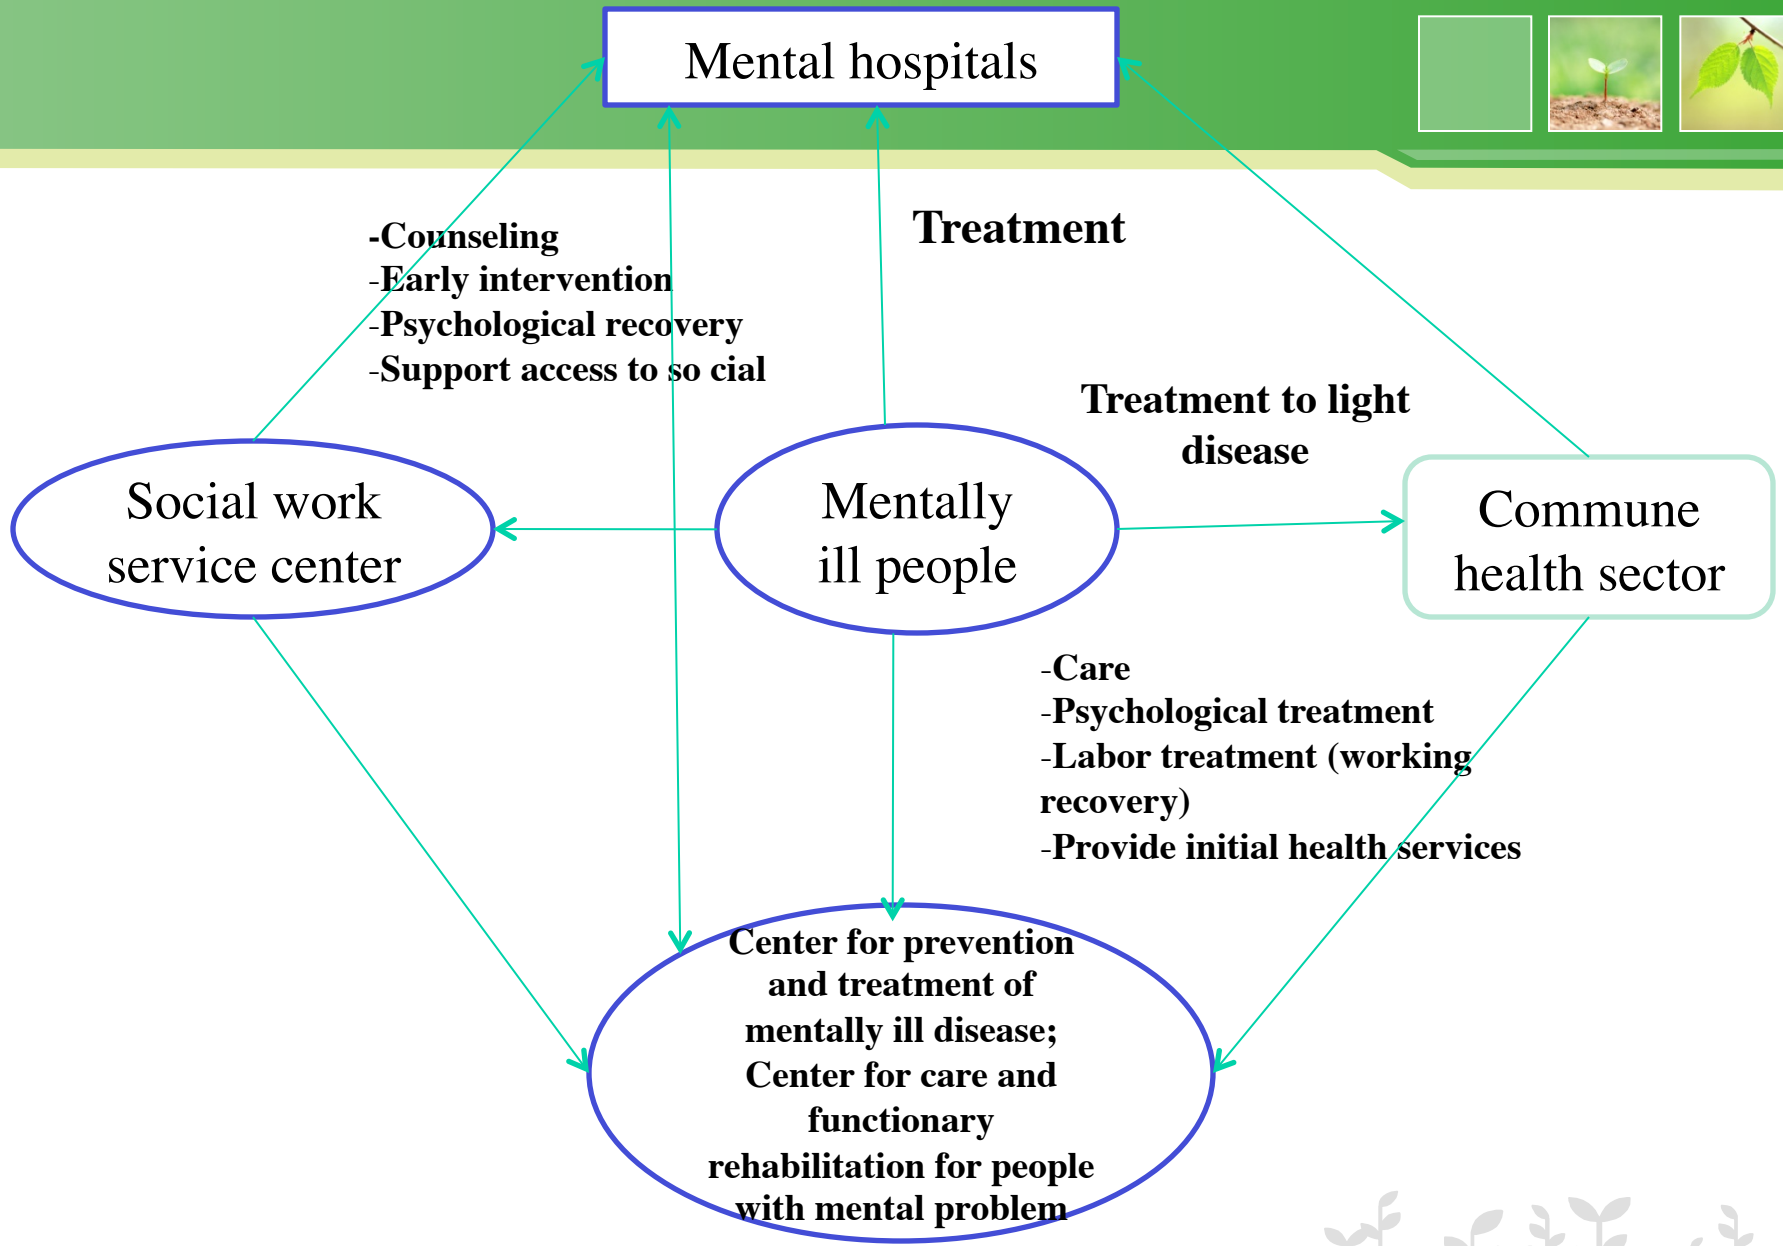 Mental hospitals
-Counseling
-Early intervention
-Psychological recovery
-Support access to so cial
Treatment
Treatment to light
disease
Social work
service center
Mentally
ill people
Commune
health sector
-Care
-Psychological treatment
-Labor treatment (working
recovery)
-Provide initial health services
Center for prevention
and treatment of
mentally ill disease;
Center for care and
functionary
rehabilitation for people
with mental problem